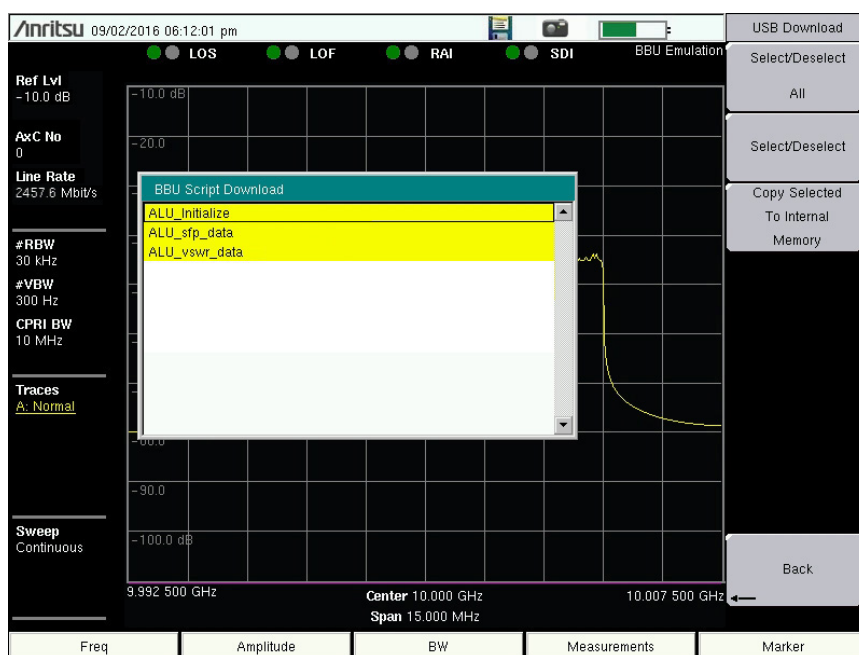 Anritsu 09/02/2016 06:12:01 pm
LOS LOF RAI SDI BBU Emulation
Ref Lvl
-10.0 dB
AxC No
0
Line Rate
2457.6 Mbit/s
#RBW
30 kHz
#VBW
300 Hz
CPRI BW
10 MHz
Traces
A: Normal
Sweep
Continuous
-10.0 dB
-20.0
BBU Script Download
ALU_Initialize
ALU_sfp_data
ALU_vswr_data
-90.0
-100.0 dB
9.992 500 GHz
Center 10.000 GHz
10.007 500 GHz
Span 15.000 MHz
USB Download
Select/Deselect
All
Select/Deselect
Copy Selected
To Internal
Memory
Back
Freq
Amplitude
BW
Measurements
Marker